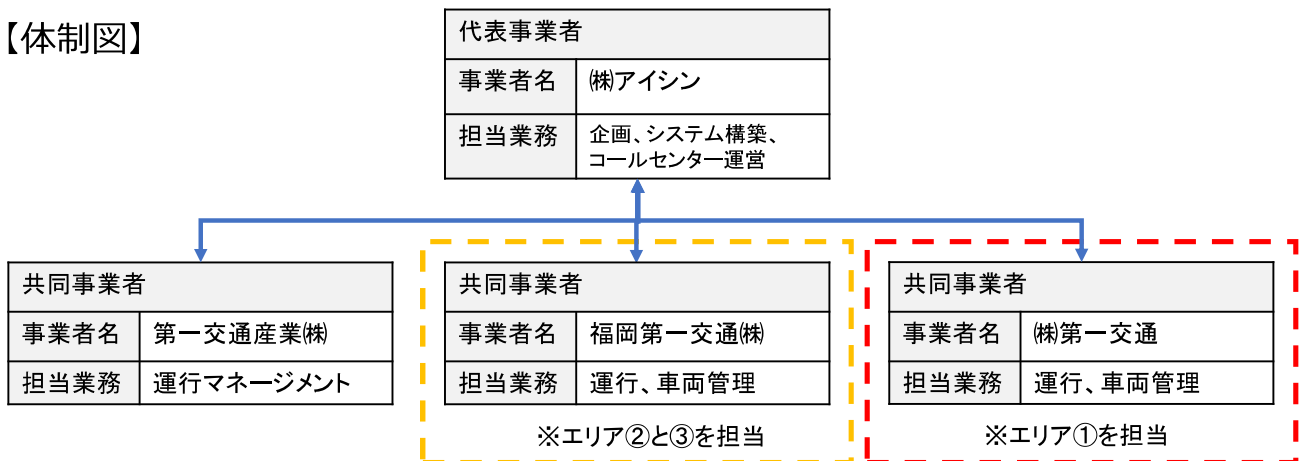 【体制図】
代表事業者
事業者名 ㈱アイシン
担当業務 企画、システム構築、
コールセンター運営
共同事業者
事業者名 第一交通産業㈱
担当業務 運行マネージメント
共同事業者
事業者名 福岡第一交通㈱
担当業務 運行、車両管理
※エリア②と③を担当
共同事業者
事業者名 ㈱第一交通
担当業務 運行、車両管理
※エリア①を担当